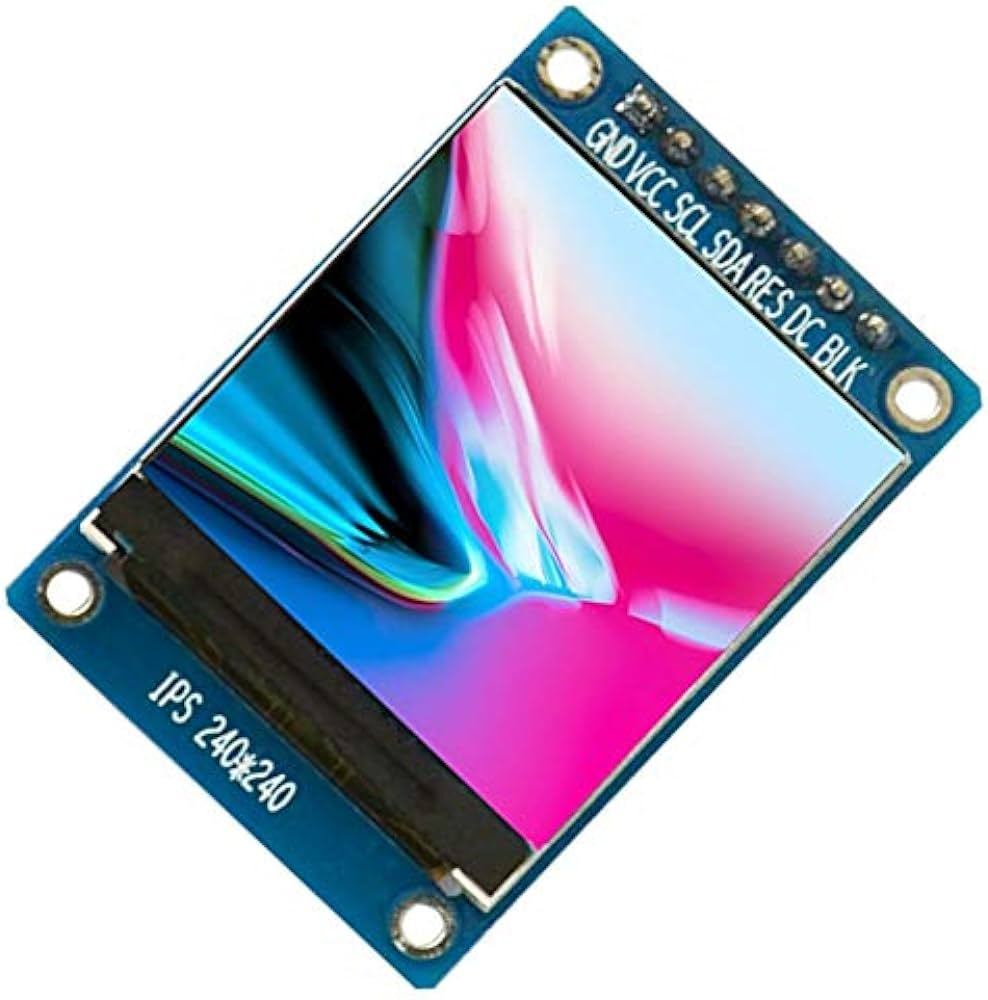 GND VCC SCL SDA RES DC BLK
IPS 240*240